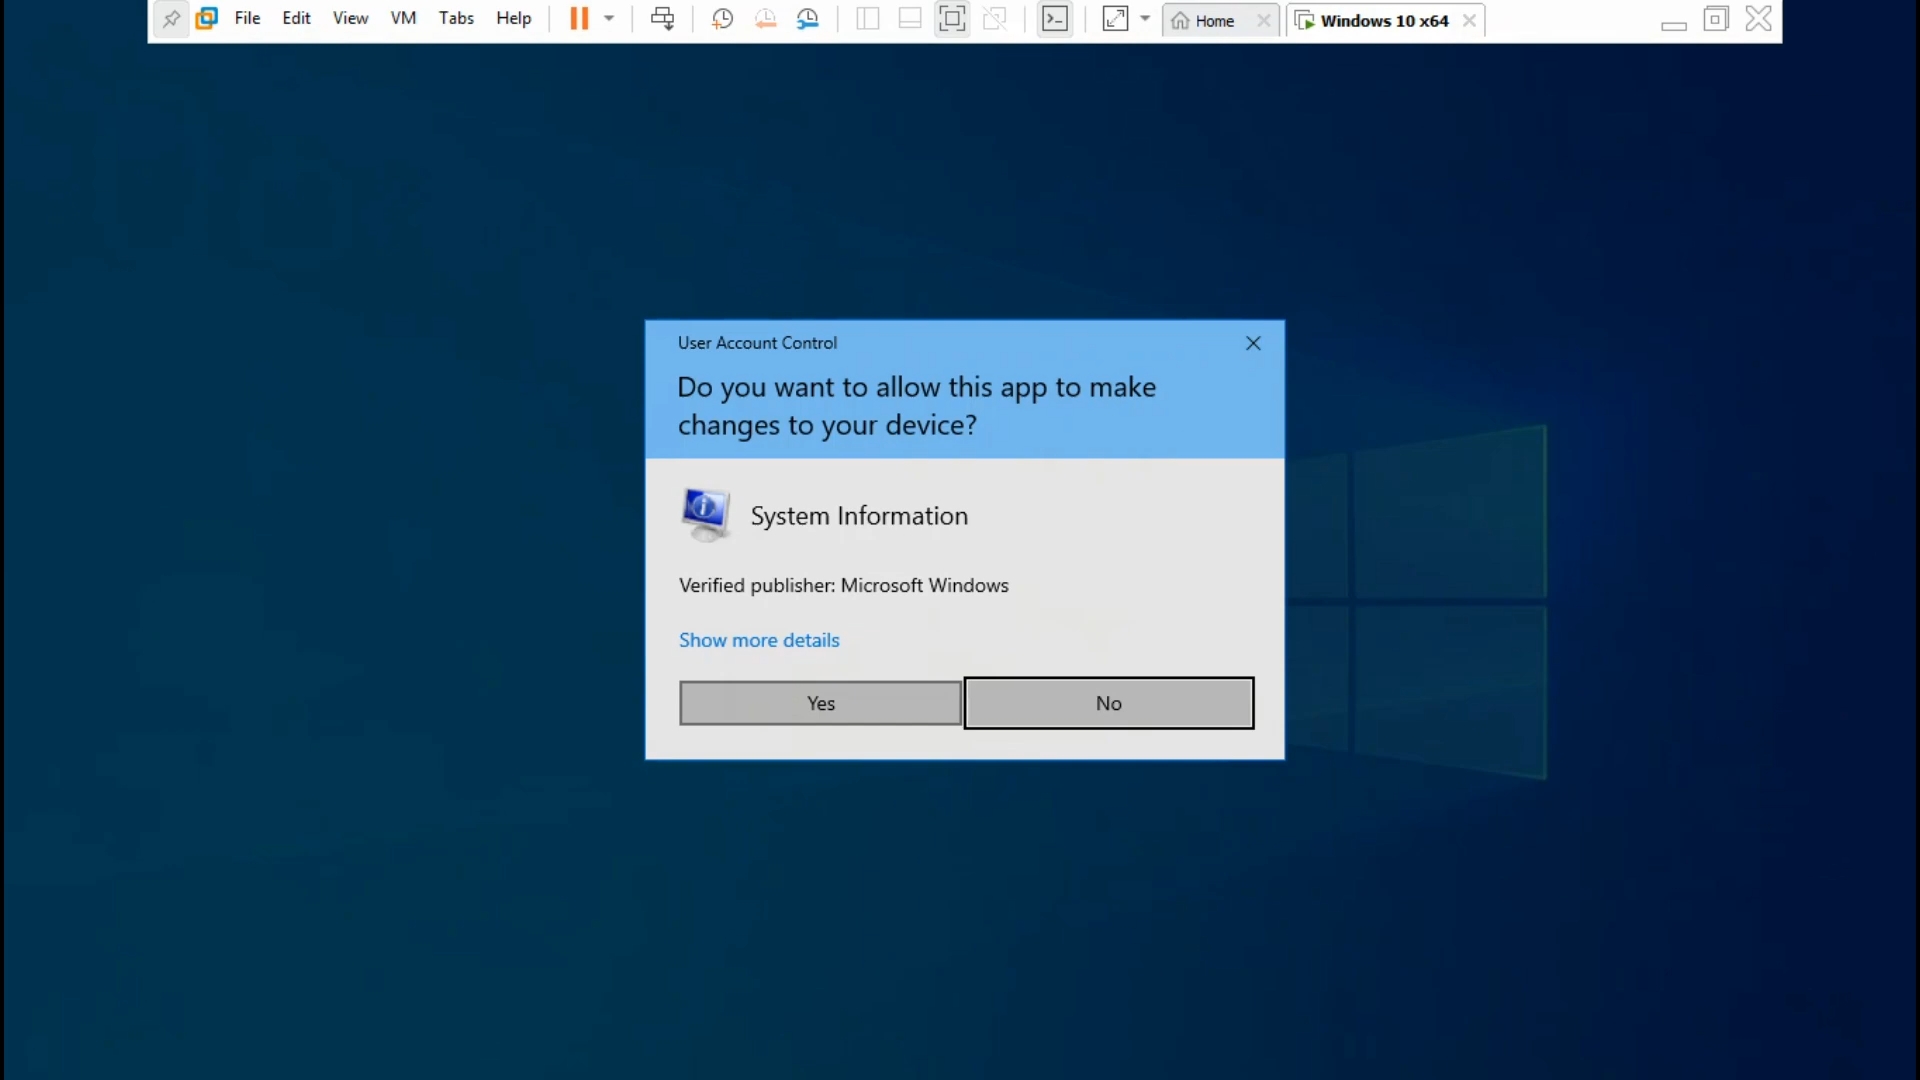 File Edit View VM Tabs Help Home Windows 10 x64
User Account Control
Do you want to allow this app to make
changes to your device?
System Information
Verified publisher: Microsoft Windows
Show more details
Yes No